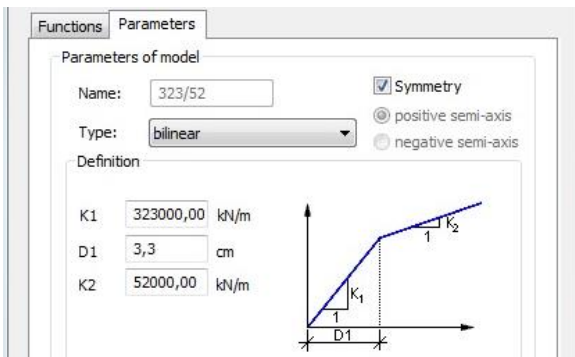 Functions Parameters
Parameters of model
Name: 323/52
Symmetry
positive semi-axis
Type: bilinear
negative semi-axis
Definition
K1 323000,00 kN/m
D1 3,3 cm
K2 52000,00 kN/m
K2
1
K1
1
D1